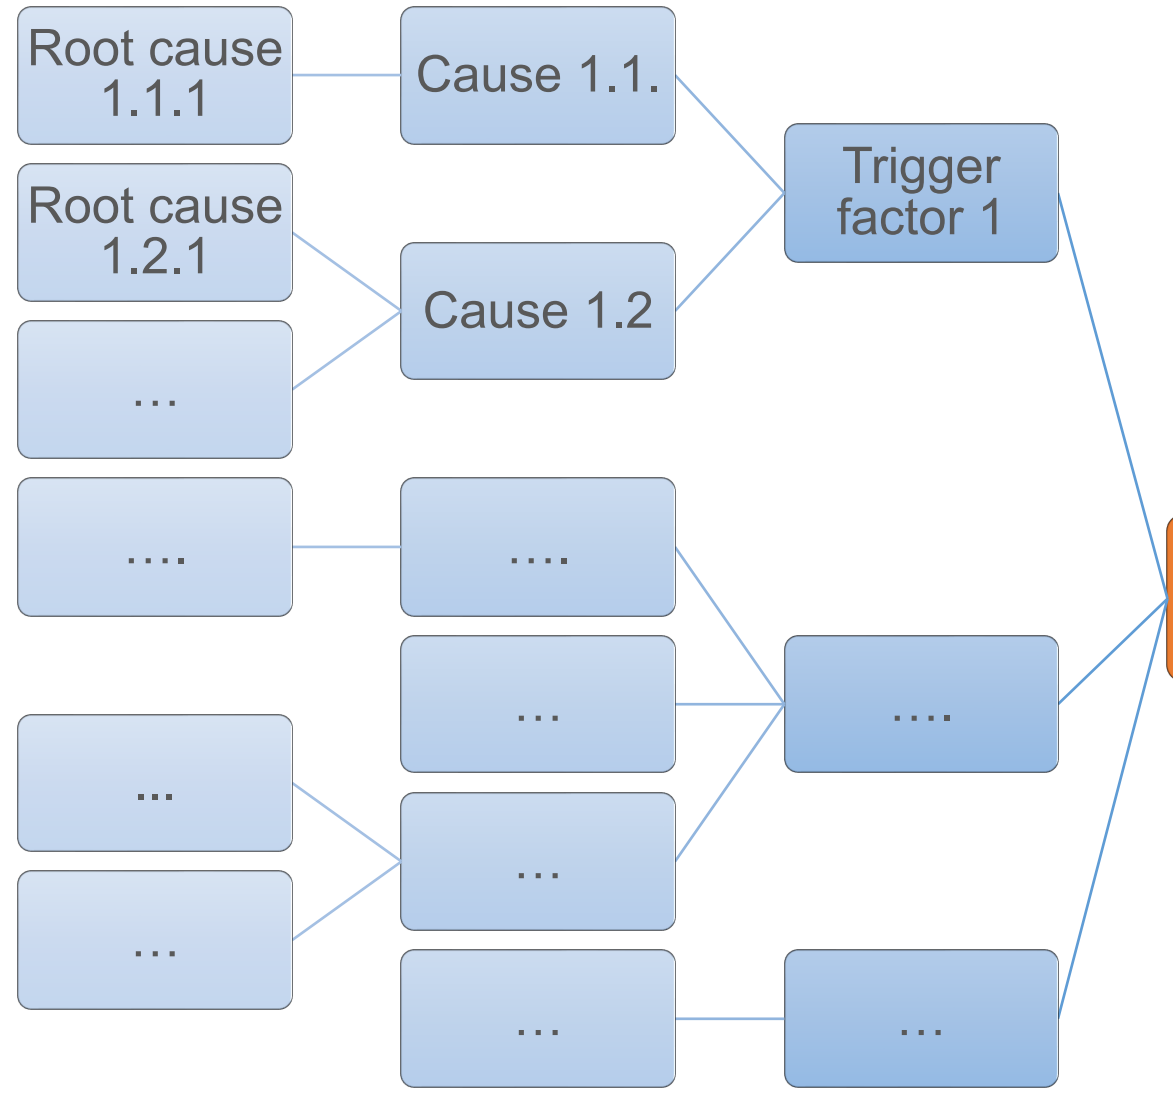 Root cause
1.1.1
Cause 1.1.
Trigger
factor 1
Root cause
1.2.1
Cause 1.2
...
....
....
...
....
...
...
...
...
...